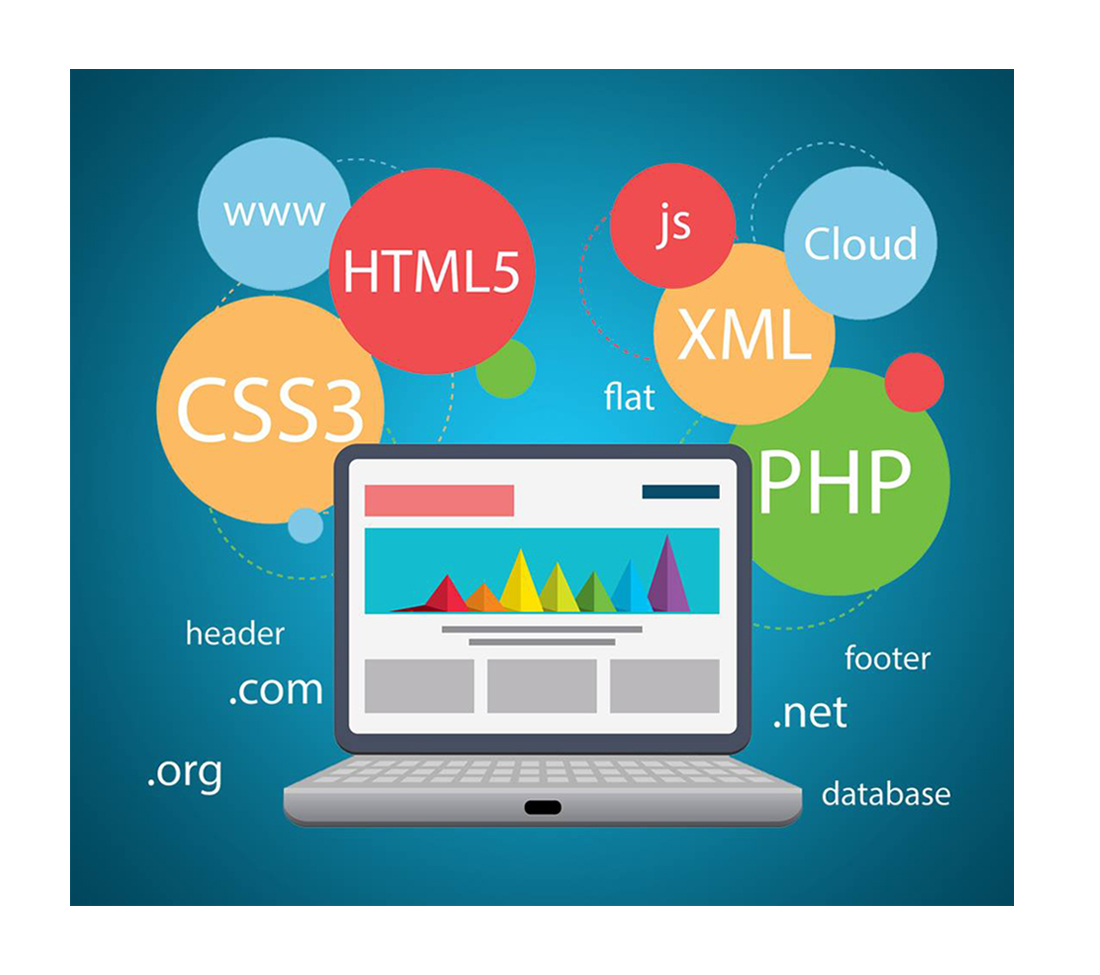 www
HTML5
js
Cloud
XML
CSS3
flat
PHP
header
footer
.com
.net
.org
database